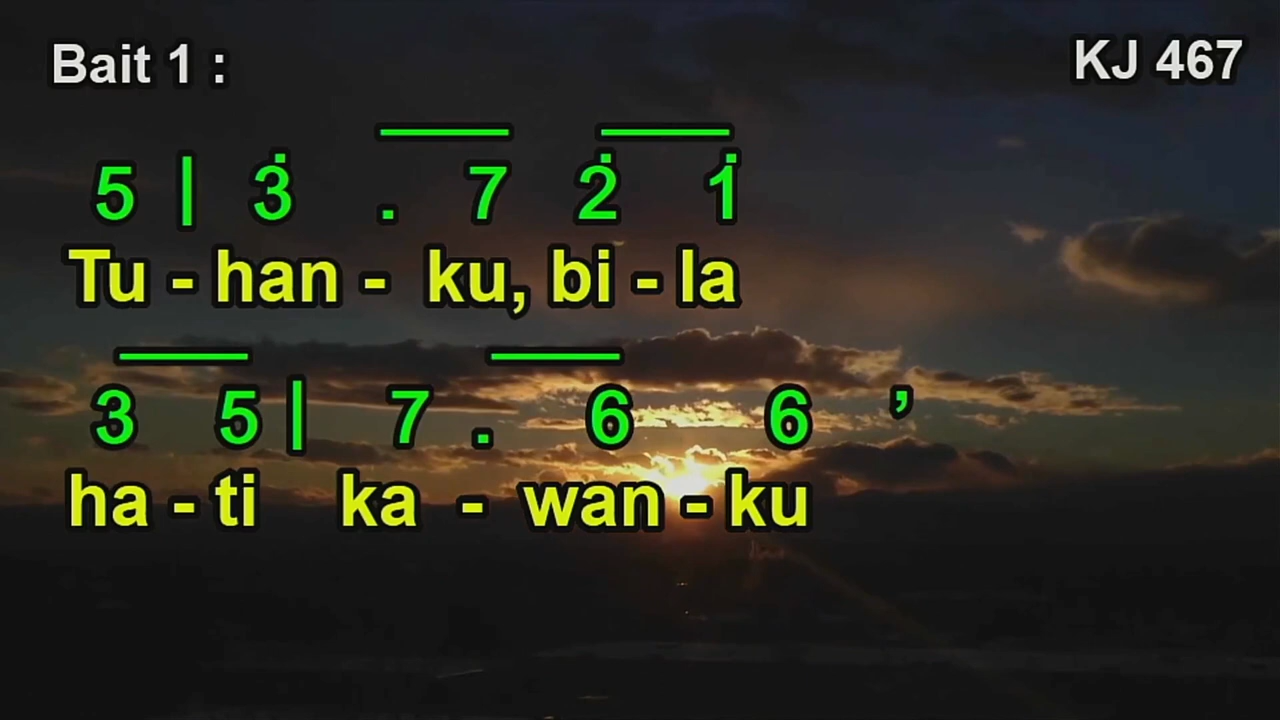 Bait 1 : KJ 467
5 | 3̇ . 7 2̇ 1̇
Tu - han - ku, bi - la
3 5 | 7 . 6 6 ’
ha - ti ka - wan - ku